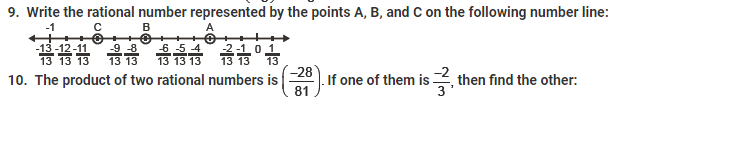 9. Write the rational number represented by the points A, B, and C on the following number line:
-1 C B A
-13 -12 -11 -9 -8 -6 -5 -4 -2 -1 0 1
13 13 13 13 13 13 13 13 13 13 13
10. The product of two rational numbers is (-28/81). If one of them is -2/3, then find the other: